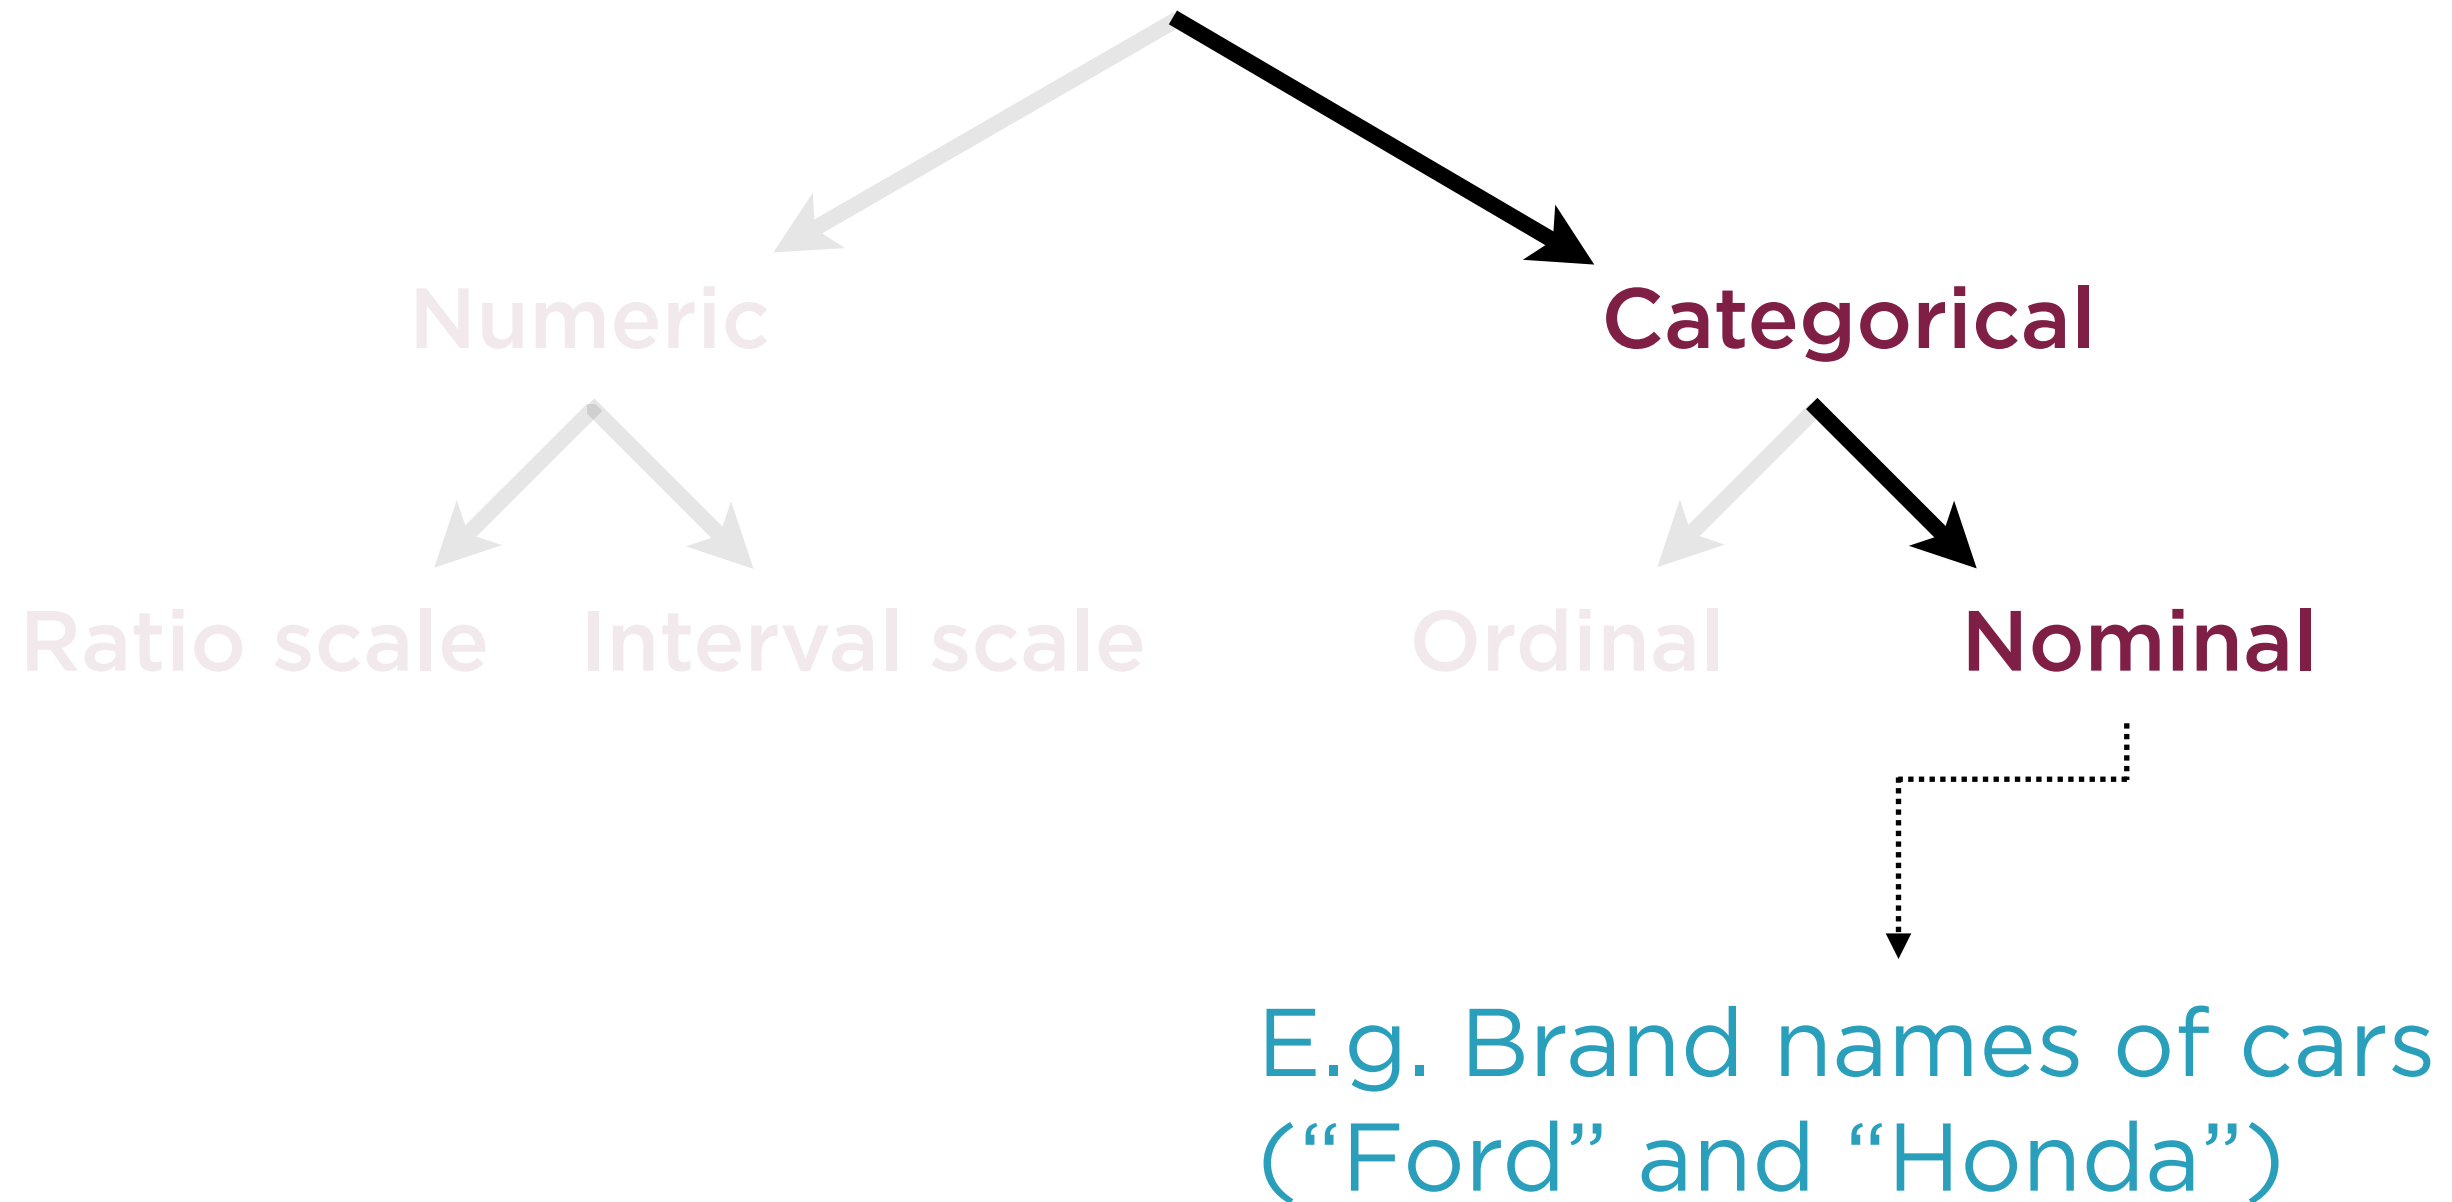 Numeric
Categorical
Ratio scale
Interval scale
Ordinal
Nominal
E.g. Brand names of cars
(“Ford” and “Honda”)